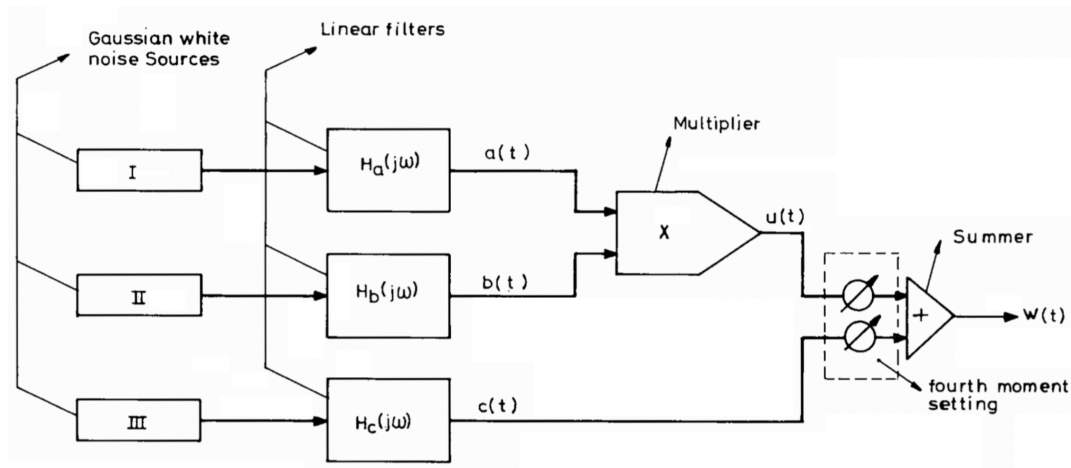 Gaussian white
noise Sources
Linear filters
Multiplier
I
Ha(jω)
a(t)
X
u(t)
Summer
II
Hb(jω)
b(t)
+
W(t)
III
Hc(jω)
c(t)
fourth moment
setting